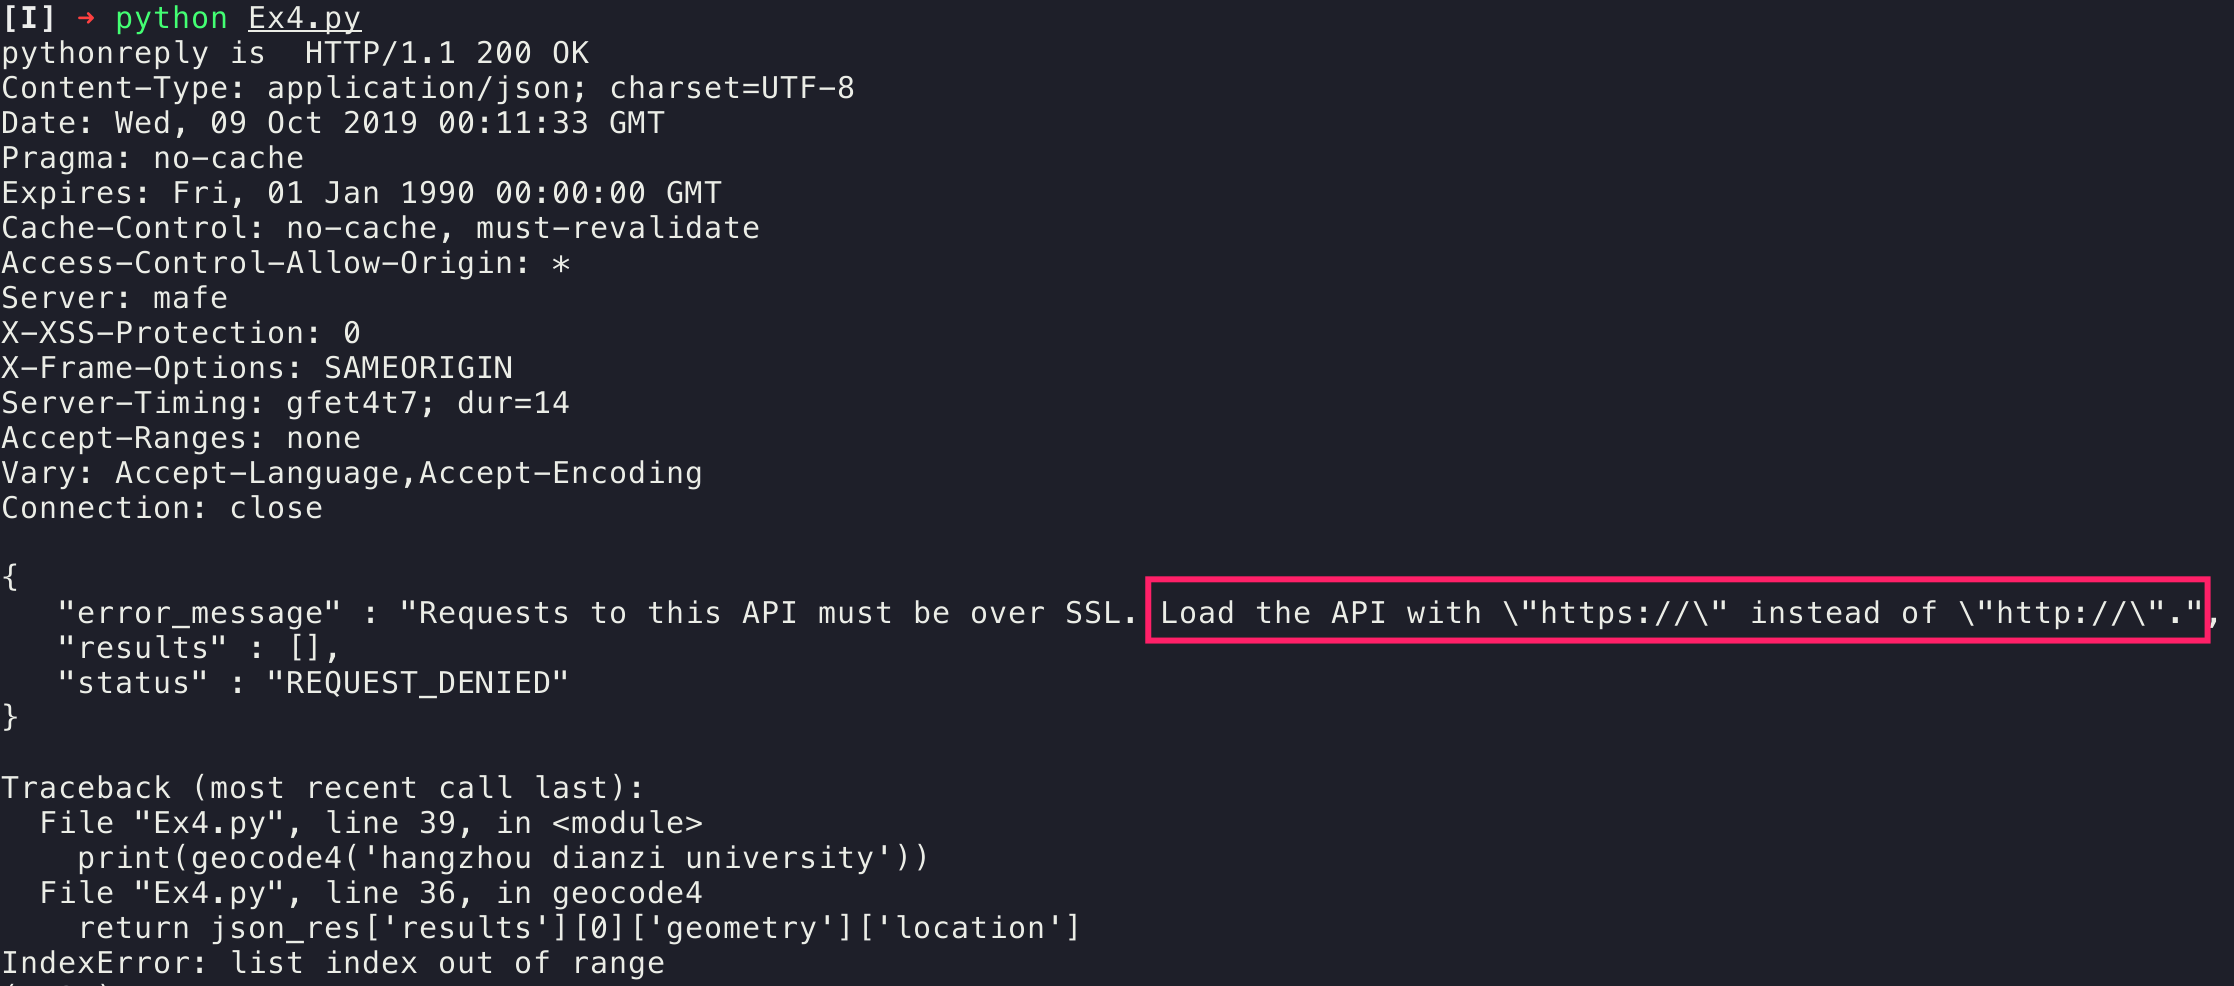 [I] → python Ex4.py
pythonreply is  HTTP/1.1 200 OK
Content-Type: application/json; charset=UTF-8
Date: Wed, 09 Oct 2019 00:11:33 GMT
Pragma: no-cache
Expires: Fri, 01 Jan 1990 00:00:00 GMT
Cache-Control: no-cache, must-revalidate
Access-Control-Allow-Origin: *
Server: mafe
X-XSS-Protection: 0
X-Frame-Options: SAMEORIGIN
Server-Timing: gfet4t7; dur=14
Accept-Ranges: none
Vary: Accept-Language,Accept-Encoding
Connection: close
{
   "error_message" : "Requests to this API must be over SSL. Load the API with \"https://\" instead of \"http://\".",
   "results" : [],
   "status" : "REQUEST_DENIED"
}
Traceback (most recent call last):
  File "Ex4.py", line 39, in <module>
    print(geocode4('hangzhou dianzi university'))
  File "Ex4.py", line 36, in geocode4
    return json_res['results'][0]['geometry']['location']
IndexError: list index out of range